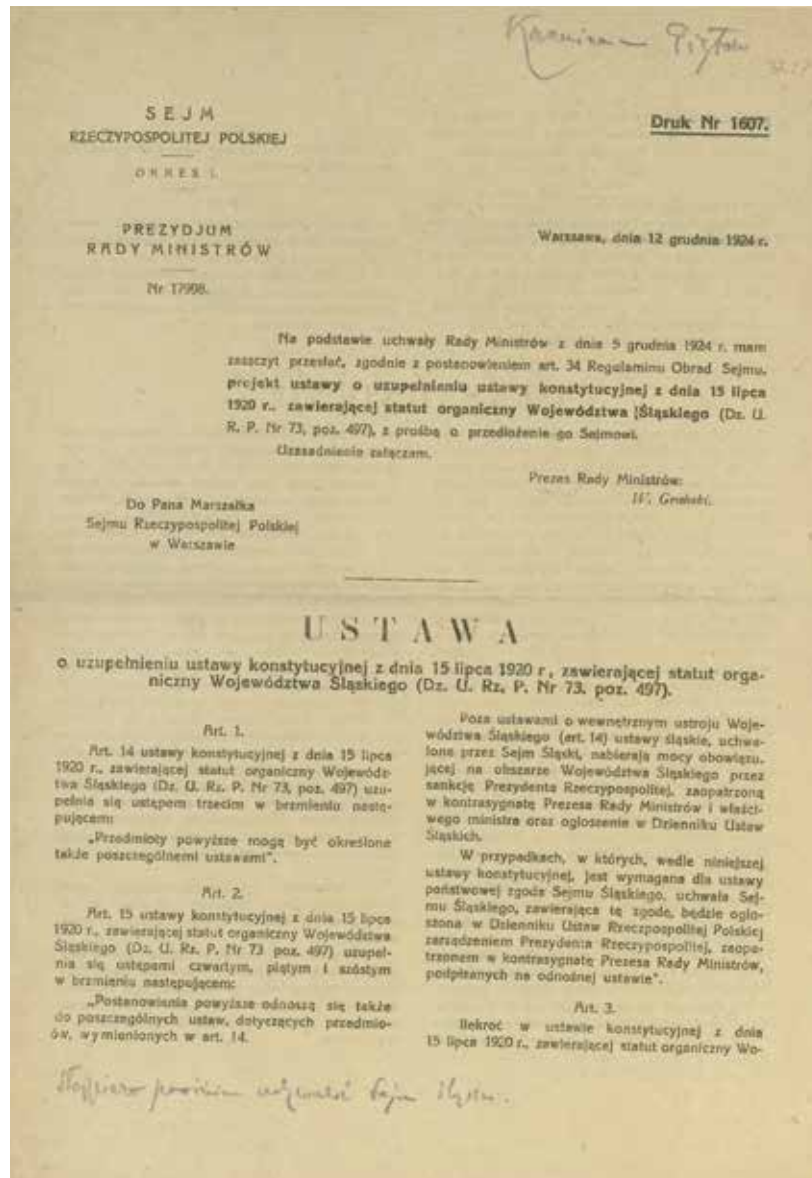 SEJM
RZECZYPOSPOLITEJ POLSKIEJ
OKRES I.
Druk Nr 1607.
PREZYDJUM
RADY MINISTRÓW
Nr 17998.
Warszawa, dnia 12 grudnia 1924 r.
Na podstawie uchwały Rady Ministrów z dnia 5 grudnia 1924 r. mam
zaszczyt przesłać, zgodnie z postanowieniem art. 34 Regulaminu Obrad Sejmu,
projekt ustawy o uzupełnieniu ustawy konstytucyjnej z dnia 15 lipca
1920 r., zawierającej statut organiczny Województwa Śląskiego (Dz. U.
R. P. Nr 73, poz. 497), z prośbą o przedłożenie go Sejmowi.
Uzasadnienie załączam.
Prezes Rady Ministrów:
W. Grabski.
Do Pana Marszałka
Sejmu Rzeczypospolitej Polskiej
w Warszawie
USTAWA
o uzupełnieniu ustawy konstytucyjnej z dnia 15 lipca 1920 r, zawierającej statut orga-
niczny Województwa Śląskiego (Dz. U. Rz. P. Nr 73, poz. 497).
Art. 1.
Art. 14 ustawy konstytucyjnej z dnia 15 lipca
1920 r., zawierającej statut organiczny Wojewódz-
twa Śląskiego (Dz. U. R. P. Nr 73, poz. 497) uzu-
pełnia się ustępem trzecim w brzmieniu nastę-
pującem:
„Przedmioty powyższe mogą być określone
także poszczególnemi ustawami".
Art. 2.
Art. 15 ustawy konstytucyjnej z dnia 15 lipca
1920 r., zawierającej statut organiczny Województwa
Śląskiego (Dz. U. R. P. Nr 73 poz. 497) uzupeł-
nia się ustępami czwartym, piątym i szóstym
w brzmieniu następującem:
„Postanowienia powyższe odnoszą się także
do poszczególnych ustaw, dotyczących przedmio-
ów, wymienionych w art. 14.
Poza ustawami o wewnętrznym ustroju Woje-
wództwa Śląskiego (art. 14) ustawy śląskie, uchwa-
lone przez Sejm Śląski, nabierają mocy obowiązu-
jącej na obszarze Województwa Śląskiego przez
sankcję Prezydenta Rzeczypospolitej, zaopatrzoną
w kontrasygnatę Prezesa Rady Ministrów i właści-
wego ministra oraz ogłoszenie w Dzienniku Ustaw
Śląskich.
W przypadkach, w których, wedle niniejszej
ustawy konstytucyjnej, jest wymagana dla ustawy
państwowej zgoda Sejmu Śląskiego, uchwała Sej-
mu Śląskiego, zawierająca tę zgodę, będzie ogło-
szona w Dzienniku Ustaw Rzeczpospolitej Polskiej
zarządzeniem Prezydenta Rzeczypospolitej, zaopa-
trzonem w kontrasygnatę Prezesa Rady Ministrów,
podpisanych na odnośnej ustawie".
Art. 3.
Ilekroć w ustawie konstytucyjnej z dnia
15 lipca 1920 r., zawierającej statut organiczny Wo-